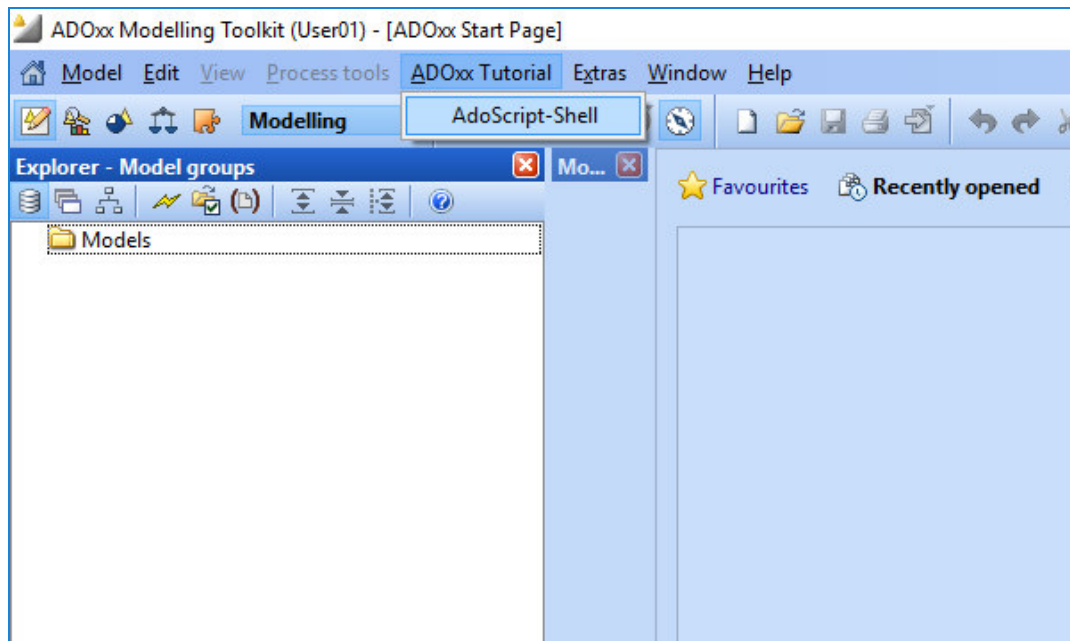 ADOxx Modelling Toolkit (User01) - [ADOxx Start Page]
Model Edit View Process tools ADOxx Tutorial Extras Window Help
Modelling
AdoScript-Shell
Explorer - Model groups
Mo...
Favourites
Recently opened
Models